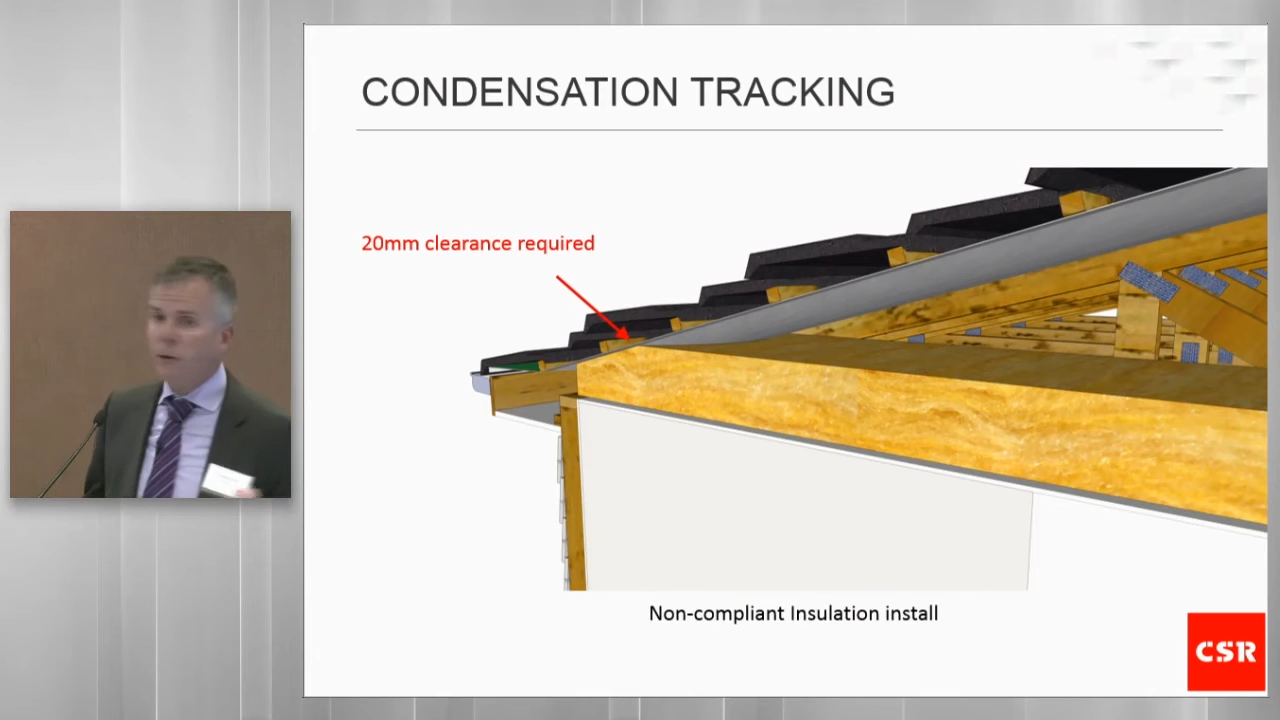 CONDENSATION TRACKING
20mm clearance required
Non-compliant Insulation install
CSR